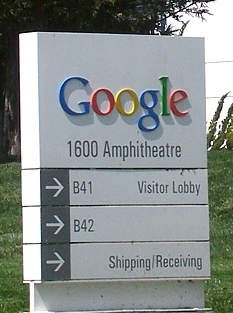 Google
1600 Amphitheatre
→ B41 Visitor Lobby
→ B42
→ Shipping/Receiving